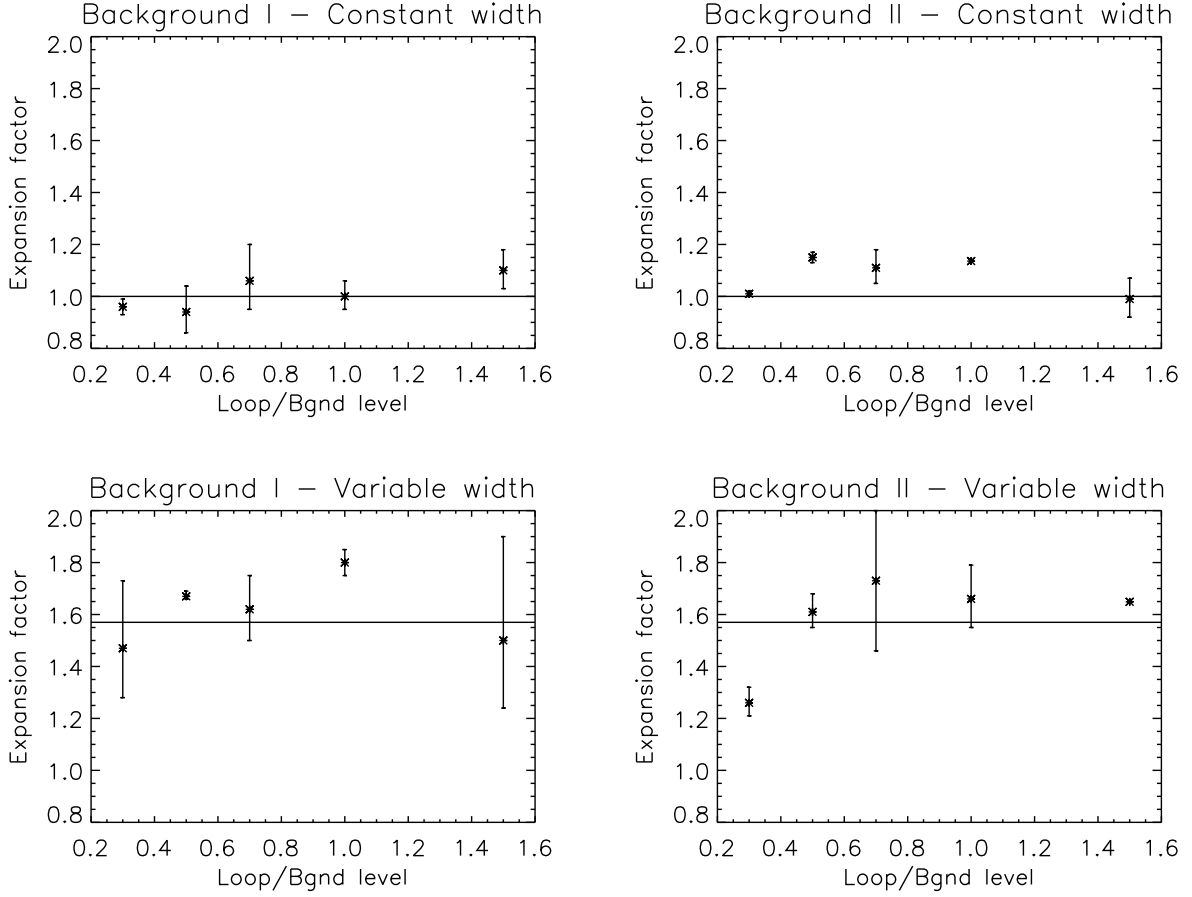 Background I – Constant width
2.0
1.8
1.6
1.4
1.2
1.0
0.8
Expansion factor
0.2 0.4 0.6 0.8 1.0 1.2 1.4 1.6
Loop/Bgnd level
Background II – Constant width
2.0
1.8
1.6
1.4
1.2
1.0
0.8
Expansion factor
0.2 0.4 0.6 0.8 1.0 1.2 1.4 1.6
Loop/Bgnd level
Background I – Variable width
2.0
1.8
1.6
1.4
1.2
1.0
0.8
Expansion factor
0.2 0.4 0.6 0.8 1.0 1.2 1.4 1.6
Loop/Bgnd level
Background II – Variable width
2.0
1.8
1.6
1.4
1.2
1.0
0.8
Expansion factor
0.2 0.4 0.6 0.8 1.0 1.2 1.4 1.6
Loop/Bgnd level